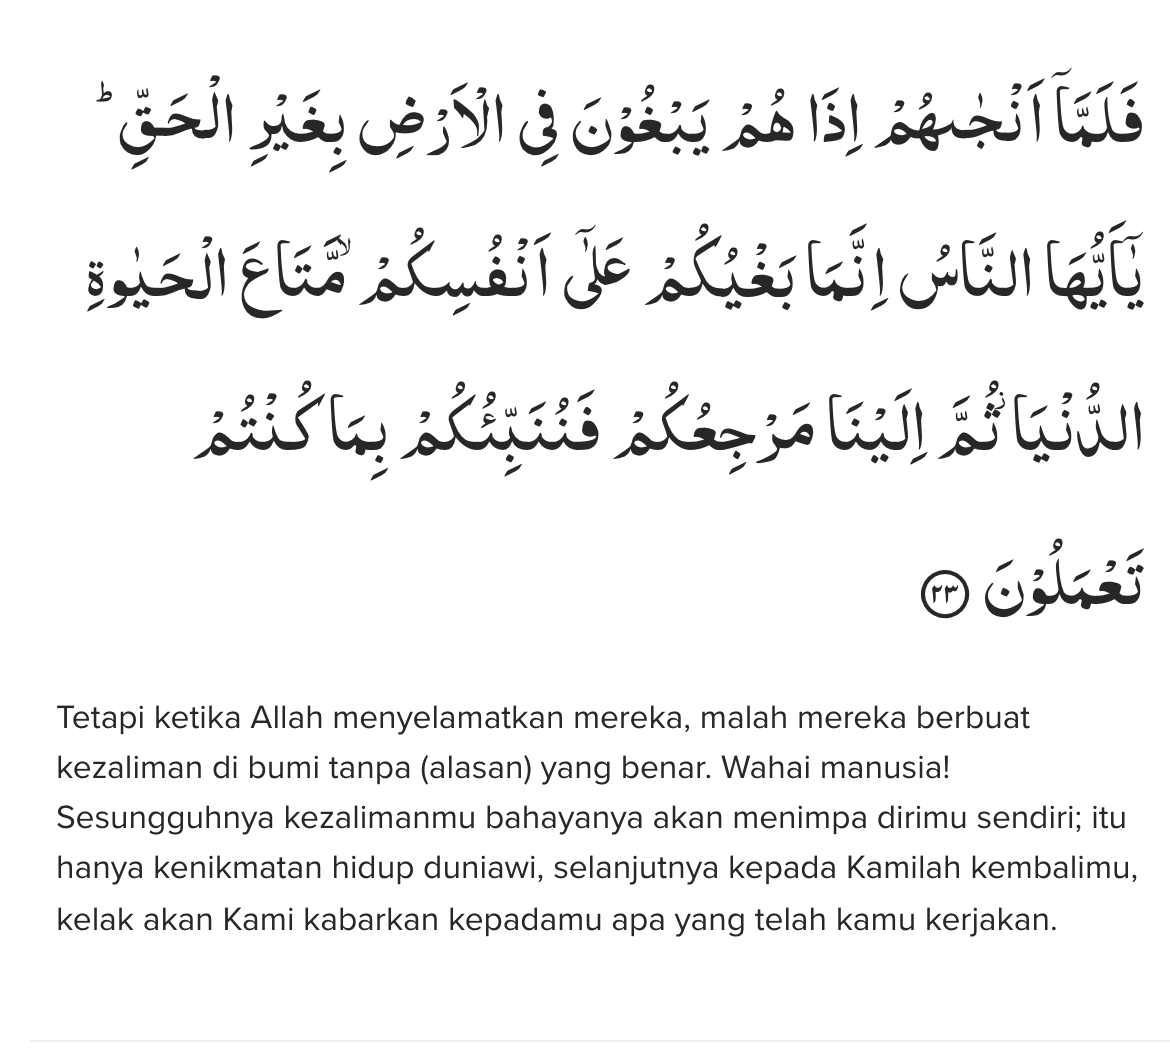 فَلَمَّآ اَنْجٰىهُمْ اِذَا هُمْ يَبْغُوْنَ فِى الْاَرْضِ بِغَيْرِ الْحَقِّ ۗ
يٰٓاَيُّهَا النَّاسُ اِنَّمَا بَغْيُكُمْ عَلٰٓى اَنْفُسِكُمْ ۙمَّتَاعَ الْحَيٰوةِ
الدُّنْيَا ۖثُمَّ اِلَيْنَا مَرْجِعُكُمْ فَنُنَبِّئُكُمْ بِمَا كُنْتُمْ
تَعْمَلُوْنَ ٢٣
Tetapi ketika Allah menyelamatkan mereka, malah mereka berbuat
kezaliman di bumi tanpa (alasan) yang benar. Wahai manusia!
Sesungguhnya kezalimanmu bahayanya akan menimpa dirimu sendiri; itu
hanya kenikmatan hidup duniawi, selanjutnya kepada Kamilah kembalimu,
kelak akan Kami kabarkan kepadamu apa yang telah kamu kerjakan.